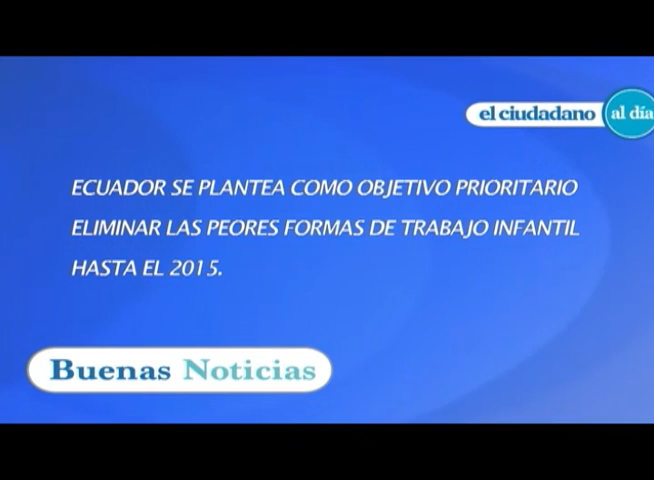 el ciudadano al día
ECUADOR SE PLANTEA COMO OBJETIVO PRIORITARIO
ELIMINAR LAS PEORES FORMAS DE TRABAJO INFANTIL
HASTA EL 2015.
Buenas Noticias